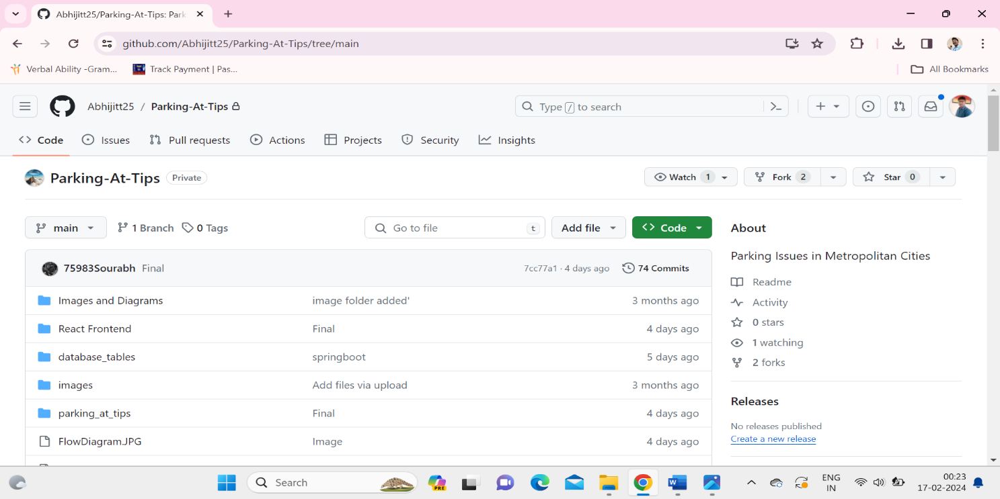 Abhijitt25/Parking-At-Tips: Park
github.com/Abhijitt25/Parking-At-Tips/tree/main
Verbal Ability -Gram... Track Payment | Pas... All Bookmarks
Abhijitt25 / Parking-At-Tips Type / to search
Code Issues Pull requests Actions Projects Security Insights
Parking-At-Tips Private Watch 1 Fork 2 Star 0
main 1 Branch 0 Tags Go to file t Add file Code
75983Sourabh Final 7cc77a1 · 4 days ago 74 Commits
Images and Diagrams image folder added' 3 months ago
React Frontend Final 4 days ago
database_tables springboot 5 days ago
images Add files via upload 3 months ago
parking_at_tips Final 4 days ago
FlowDiagram.JPG Image 4 days ago
About
Parking Issues in Metropolitan Cities
Readme
Activity
0 stars
1 watching
2 forks
Releases
No releases published
Create a new release
Search PRE ENG IN 00:23
17-02-2024